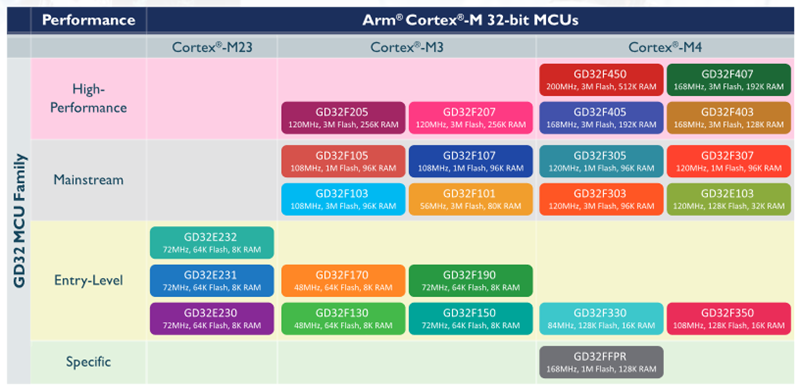 Performance
Arm® Cortex®-M 32-bit MCUs
Cortex®-M23
Cortex®-M3
Cortex®-M4
GD32 MCU Family
High-
Performance
GD32F450
200MHz, 3M Flash, 512K RAM
GD32F407
168MHz, 3M Flash, 192K RAM
GD32F205
120MHz, 3M Flash, 256K RAM
GD32F207
120MHz, 3M Flash, 256K RAM
GD32F405
168MHz, 3M Flash, 192K RAM
GD32F403
168MHz, 3M Flash, 128K RAM
Mainstream
GD32F105
108MHz, 1M Flash, 96K RAM
GD32F107
108MHz, 1M Flash, 96K RAM
GD32F305
120MHz, 1M Flash, 96K RAM
GD32F307
120MHz, 1M Flash, 96K RAM
GD32F103
108MHz, 3M Flash, 96K RAM
GD32F101
56MHz, 3M Flash, 80K RAM
GD32F303
120MHz, 3M Flash, 96K RAM
GD32E103
120MHz, 128K Flash, 32K RAM
Entry-Level
GD32E232
72MHz, 64K Flash, 8K RAM
GD32E231
72MHz, 64K Flash, 8K RAM
GD32F170
48MHz, 64K Flash, 8K RAM
GD32F190
72MHz, 64K Flash, 8K RAM
GD32E230
72MHz, 64K Flash, 8K RAM
GD32F130
48MHz, 64K Flash, 8K RAM
GD32F150
72MHz, 64K Flash, 8K RAM
GD32F330
84MHz, 128K Flash, 16K RAM
GD32F350
108MHz, 128K Flash, 16K RAM
Specific
GD32FFPR
168MHz, 1M Flash, 128K RAM